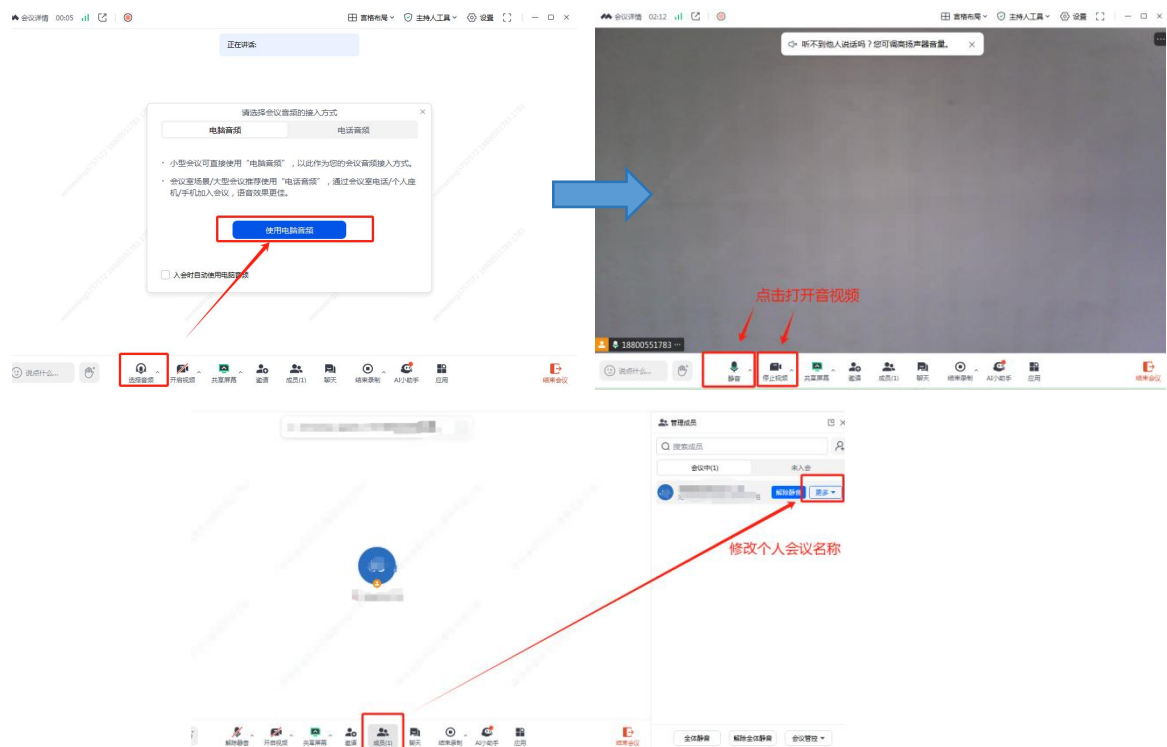 会议详情 00:05
宫格布局 主持人工具 设置
正在讲话:
请选择会议音频的接入方式
电脑音频 电话音频
· 小型会议可直接使用“电脑音频”，以此作为您的会议音频接入方式。
· 会议室场景/大型会议推荐使用“电话音频”，通过会议室电话/个人座
机/手机加入会议，语音效果更佳。
使用电脑音频
入会时自动使用电脑音频
说点什么...
选择音频 开启视频 共享屏幕 邀请 成员(1) 聊天 结束录制 AI小助手 应用 结束会议
会议详情 02:12
宫格布局 主持人工具 设置
听不到他人说话吗？您可调高扬声器音量。
点击打开音视频
18800551783
说点什么...
静音 停止视频 共享屏幕 邀请 成员(1) 聊天 结束录制 AI小助手 应用 结束会议
管理成员
搜索成员
会议中(1) 未入会
解除静音 更多
修改个人会议名称
解除静音 开启视频 共享屏幕 邀请 成员(1) 聊天 结束录制 AI小助手 应用 结束会议
全体静音 解除全体静音 会议管控